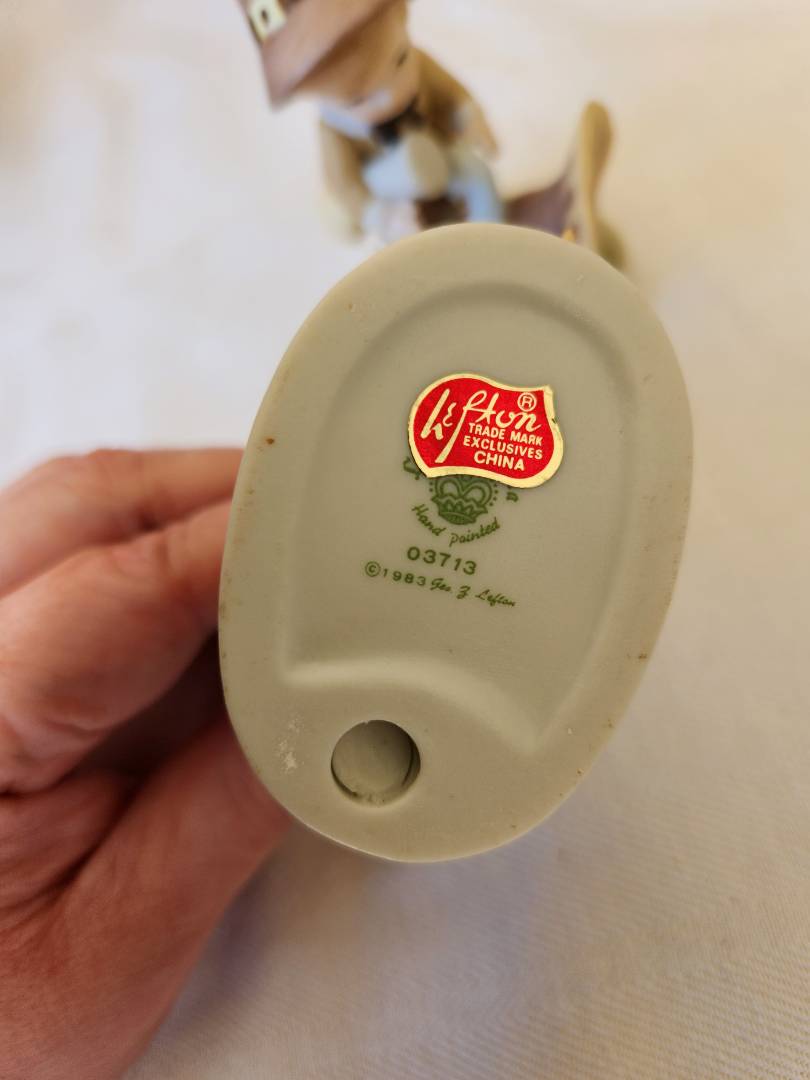 Lefton ®
TRADE MARK
EXCLUSIVES
CHINA
Hand painted
03713
© 1983 Geo. Z Lefton